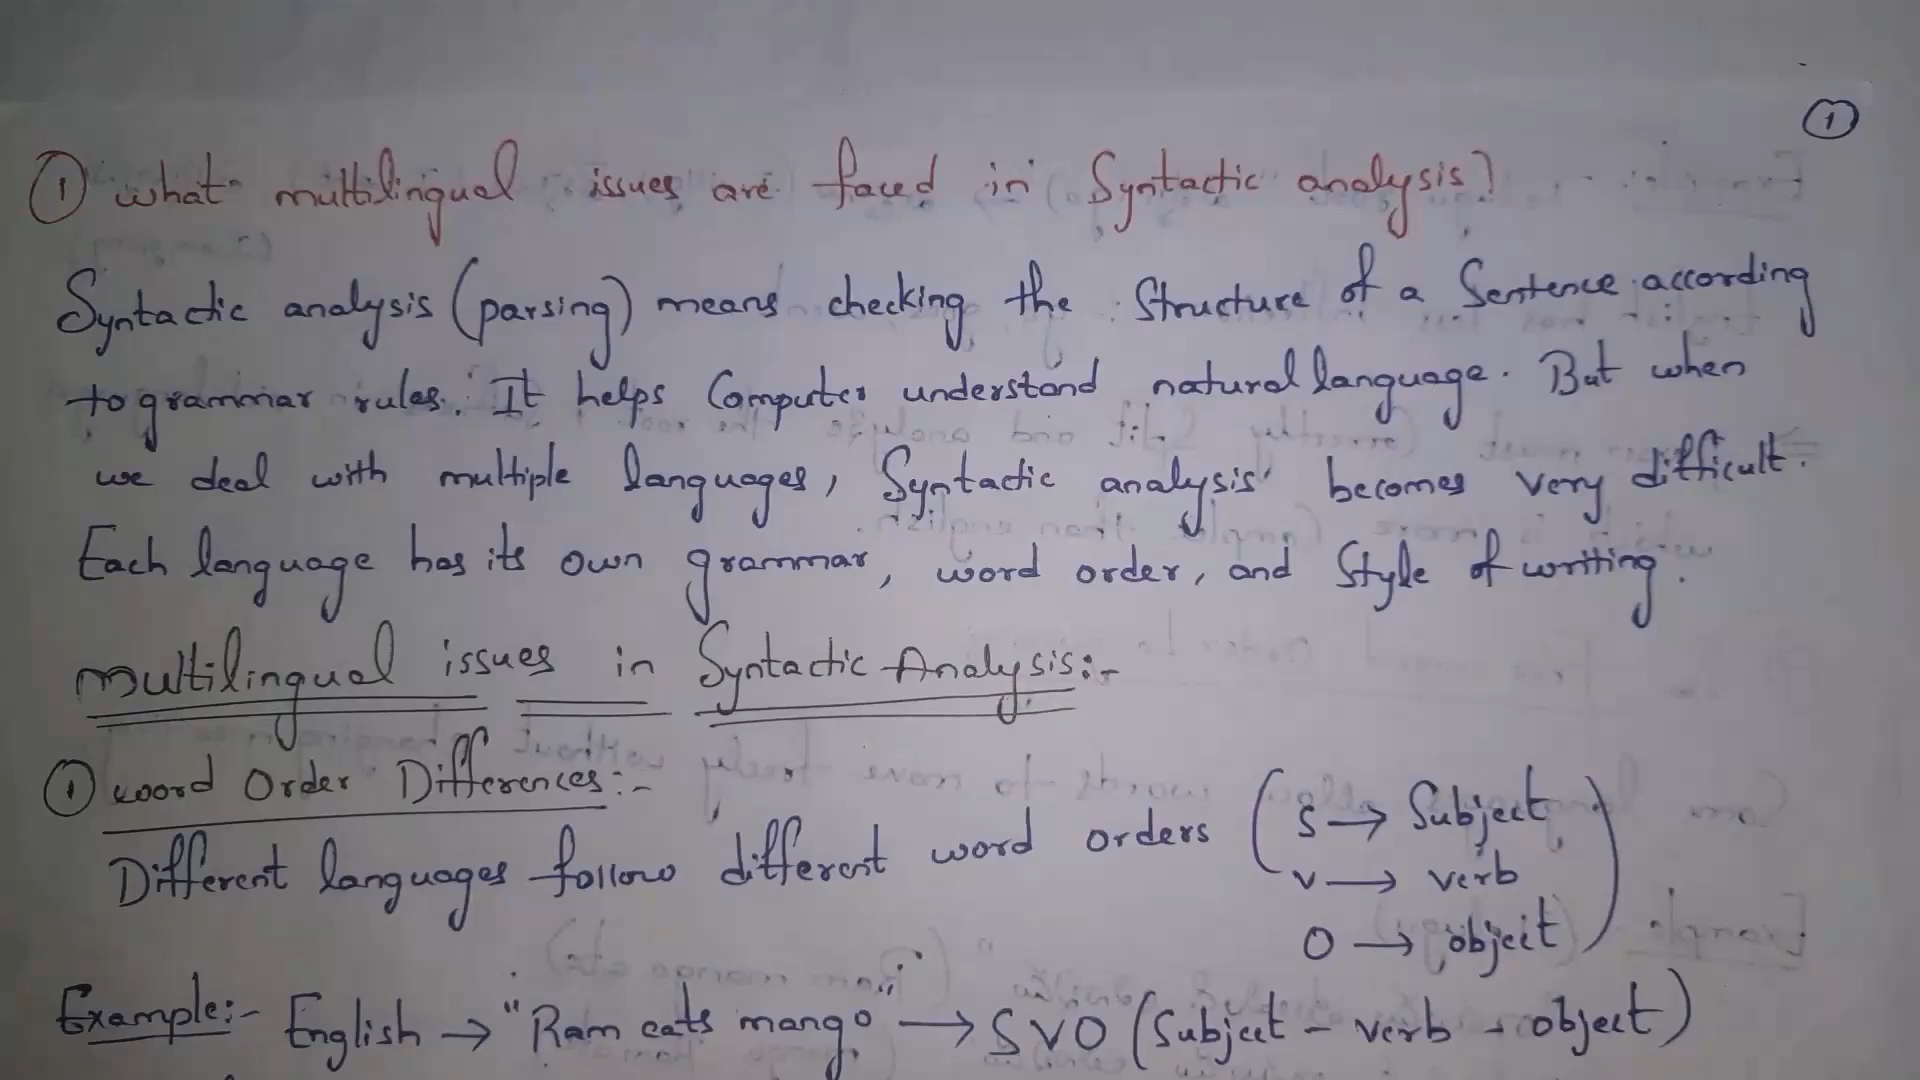 ①
① what multilingual issues are faced in Syntactic analysis?
Syntactic analysis (parsing) means checking the Structure of a Sentence according
to grammar rules. It helps Computer understand natural language. But when
we deal with multiple languages, Syntactic analysis becomes very difficult.
Each language has its own grammar, word order, and Style of writing.
multilingual issues in Syntactic Analysis:-
① word Order Differences:-
Different languages follow different word orders (S → Subject
V → verb
O → object)
Example:- English → "Ram eats mango" → SVO (Subject - verb - object)